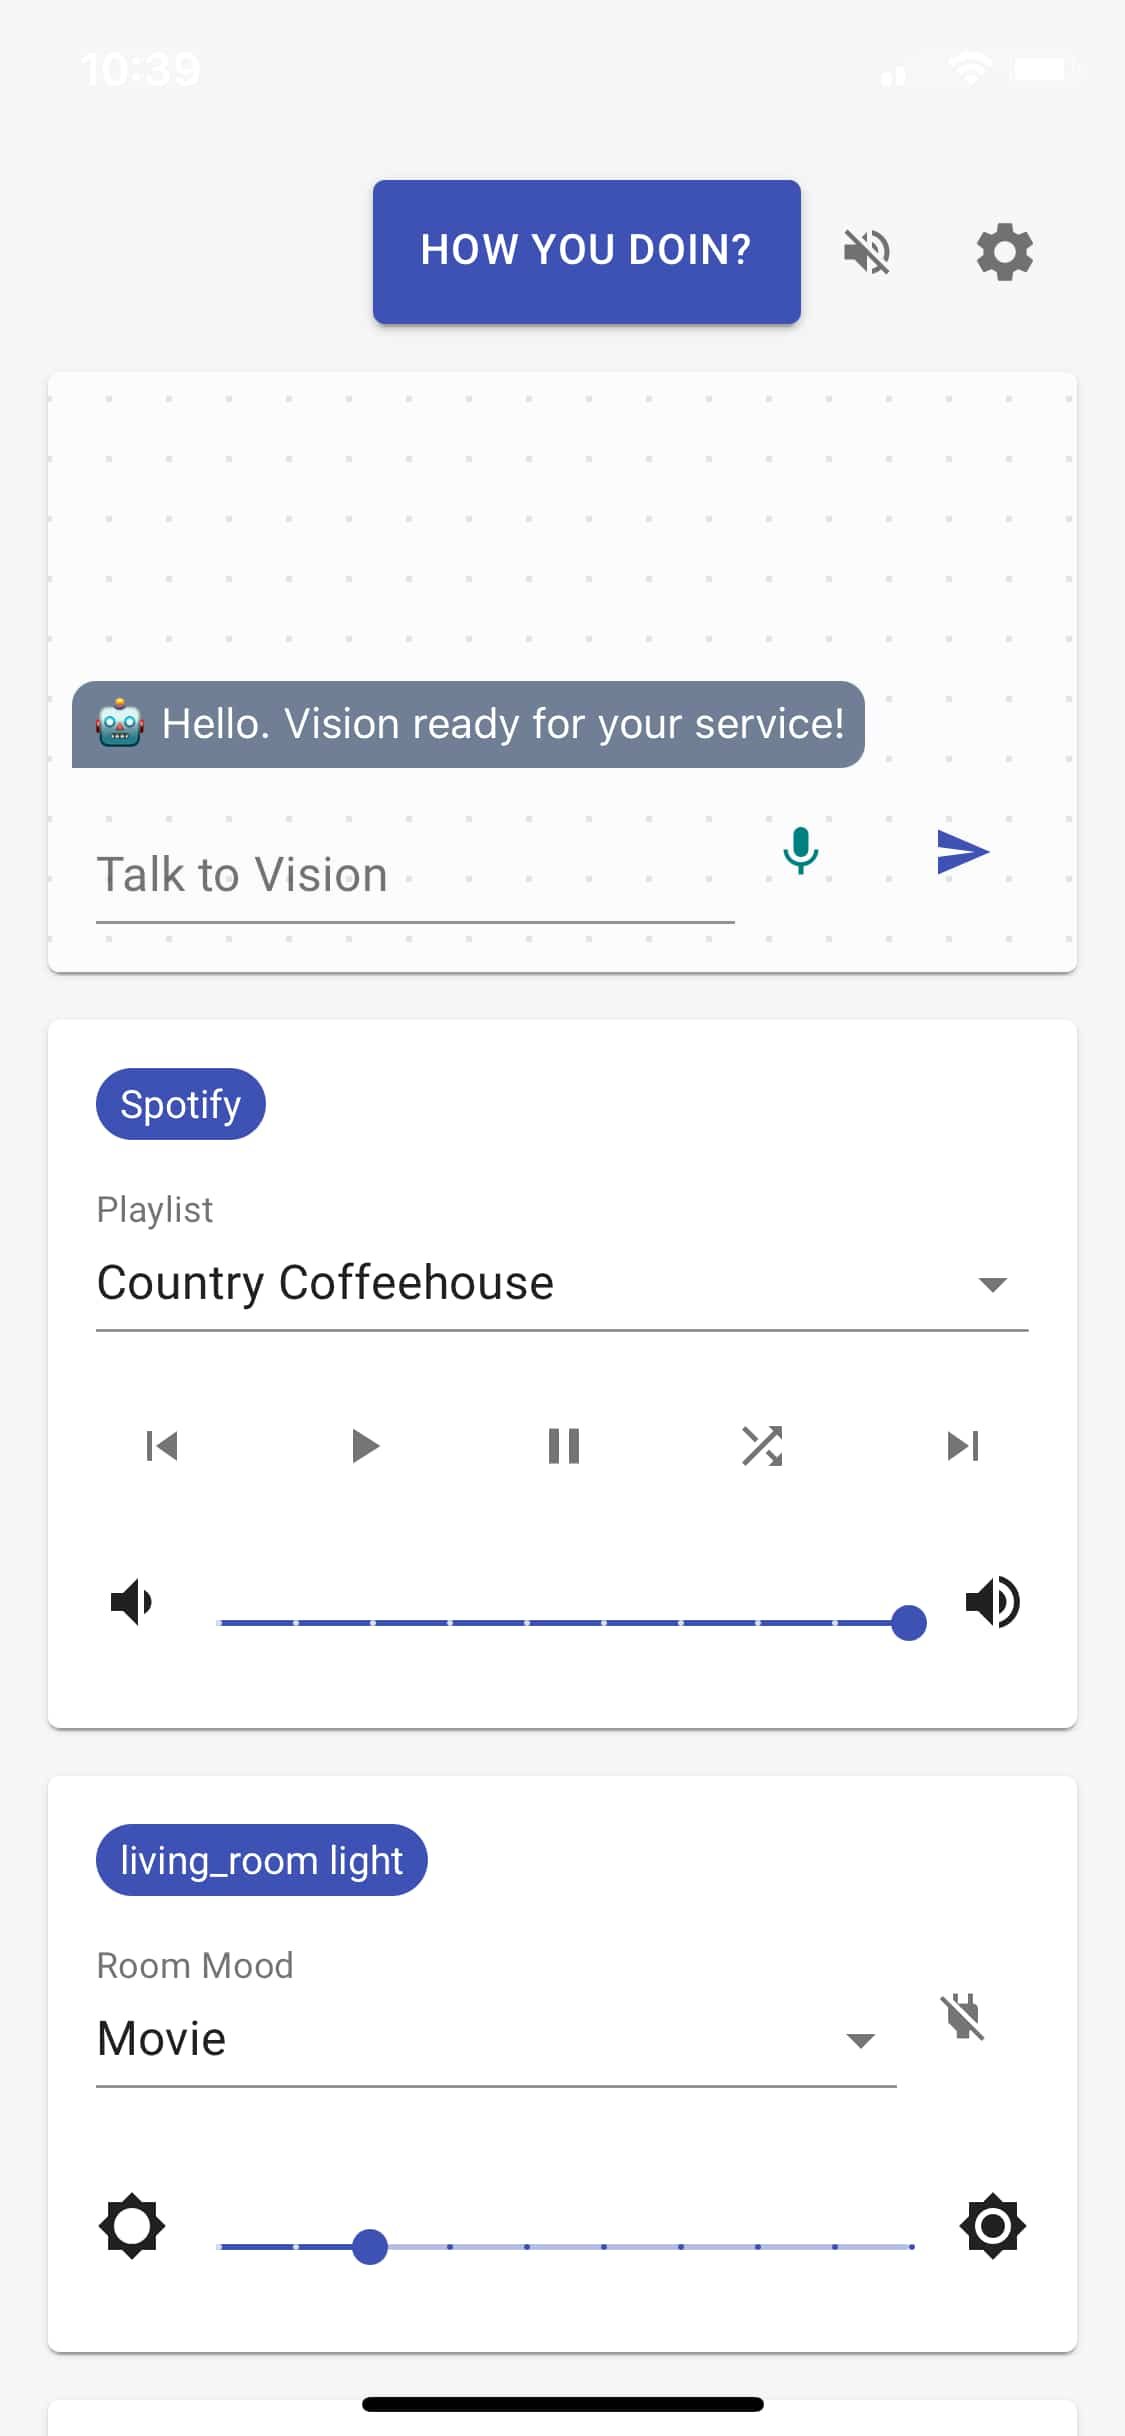 10:39
HOW YOU DOIN?
🤖 Hello. Vision ready for your service!
Talk to Vision
Spotify
Playlist
Country Coffeehouse
living_room light
Room Mood
Movie